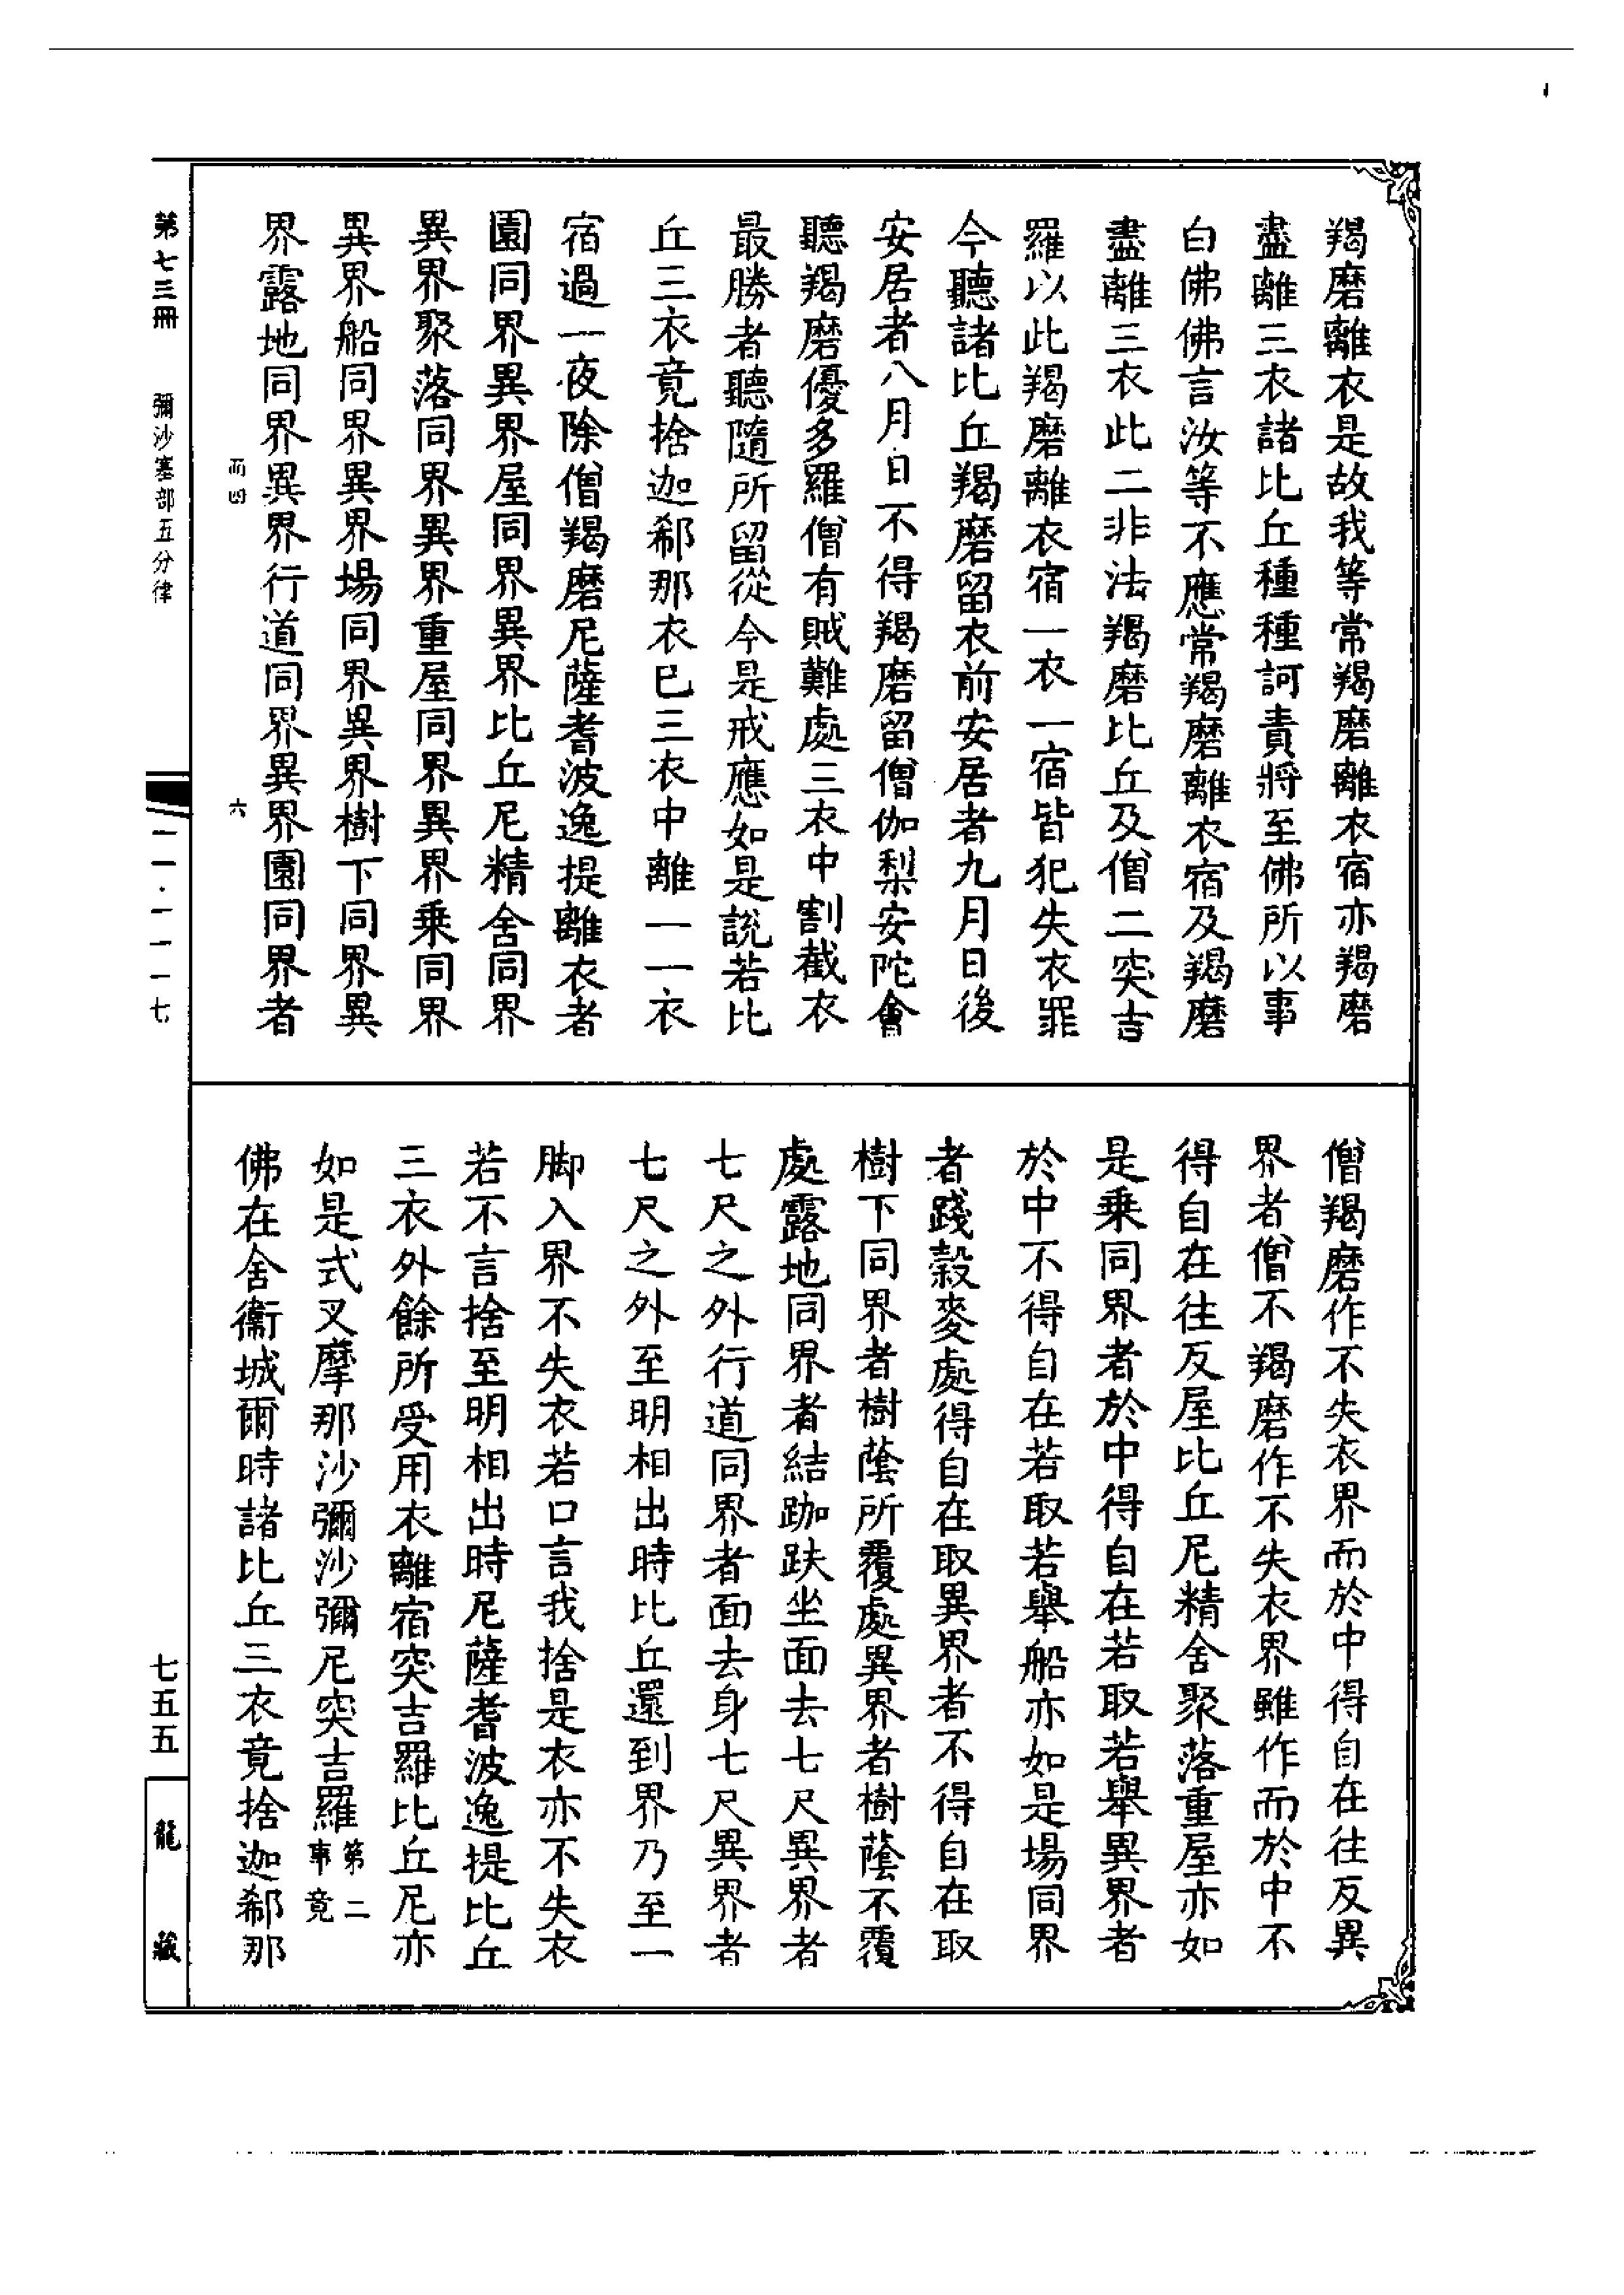 羯磨離衣是故我等常羯磨離衣宿亦羯磨
盡離三衣諸比丘種種訶責將至佛所以事
白佛佛言汝等不應常羯磨離衣宿及羯磨
盡離三衣此二非法羯磨比丘及僧二突吉
羅以此羯磨離衣宿一衣一宿皆犯失衣罪
今聽諸比丘羯磨留衣前安居者九月日後
安居者八月日不得羯磨留僧伽梨安陀會
聽羯磨優多羅僧有賊難處三衣中割截衣
最勝者聽隨所留從今是戒應如是說若比
丘三衣竟捨迦絺那衣已三衣中離一一衣
宿過一夜除僧羯磨尼薩耆波逸提離衣者
園同界異界屋同界異界比丘尼精舍同界
異界聚落同界異界重屋同界異界乘同界
異界船同界異界場同界異界樹下同界異
界露地同界異界行道同界異界園同界者
僧羯磨作不失衣界而於中得自在往反異
界者僧不羯磨作不失衣界雖作而於中不
得自在往反屋比丘尼精舍聚落重屋亦如
是乘同界者於中得自在若取若舉異界者
於中不得自在若取若舉船亦如是場同界
者踐穀麥處得自在取異界者不得自在取
樹下同界者樹蔭所覆處異界者樹蔭不覆
處露地同界者結跏趺坐面去七尺異界者
七尺之外行道同界者面去身七尺異界者
七尺之外至明相出時比丘還到界乃至一
脚入界不失衣若口言我捨是衣亦不失衣
若不言捨至明相出時尼薩耆波逸提比丘
三衣外餘所受用衣離宿突吉羅比丘尼亦
如是式叉摩那沙彌沙彌尼突吉羅第二事竟
佛在舍衞城爾時諸比丘三衣竟捨迦絺那
而四 六
第七三冊 彌沙塞部五分律
一一·一一一七
七五五
龍藏